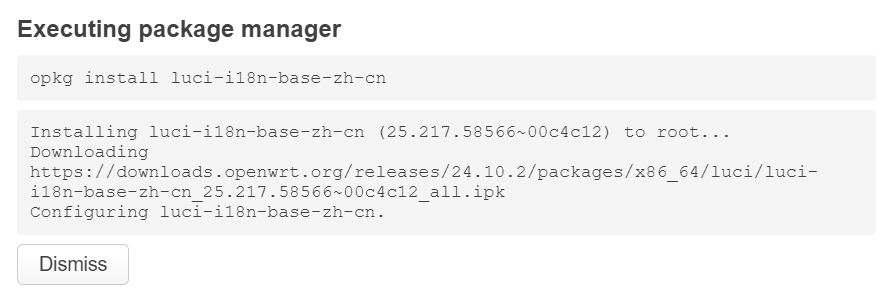 Executing package manager
opkg install luci-i18n-base-zh-cn
Installing luci-i18n-base-zh-cn (25.217.58566~00c4c12) to root...
Downloading
https://downloads.openwrt.org/releases/24.10.2/packages/x86_64/luci/luci-
i18n-base-zh-cn_25.217.58566~00c4c12_all.ipk
Configuring luci-i18n-base-zh-cn.
Dismiss